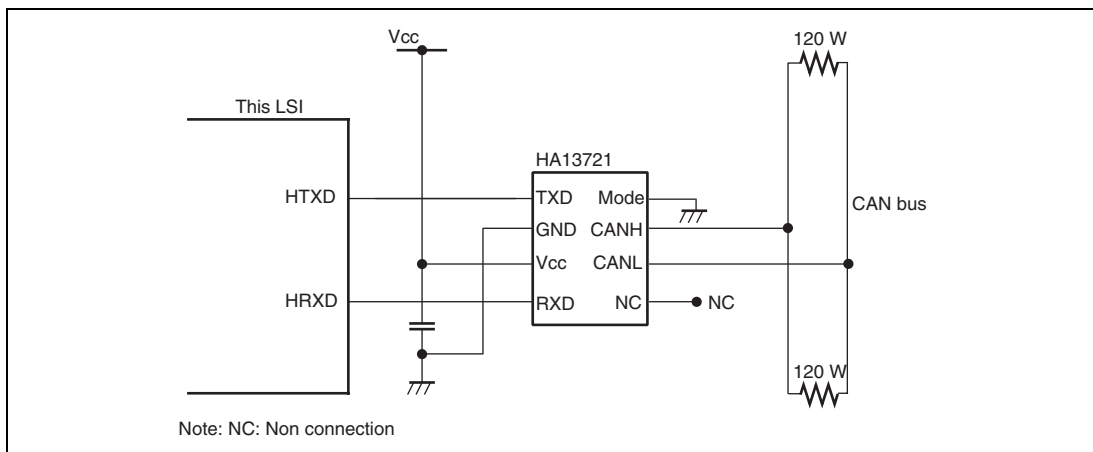 Vcc
120 W
This LSI
HA13721
HTXD
TXD
Mode
GND
CANH
CAN bus
Vcc
CANL
HRXD
RXD
NC
NC
120 W
Note: NC: Non connection